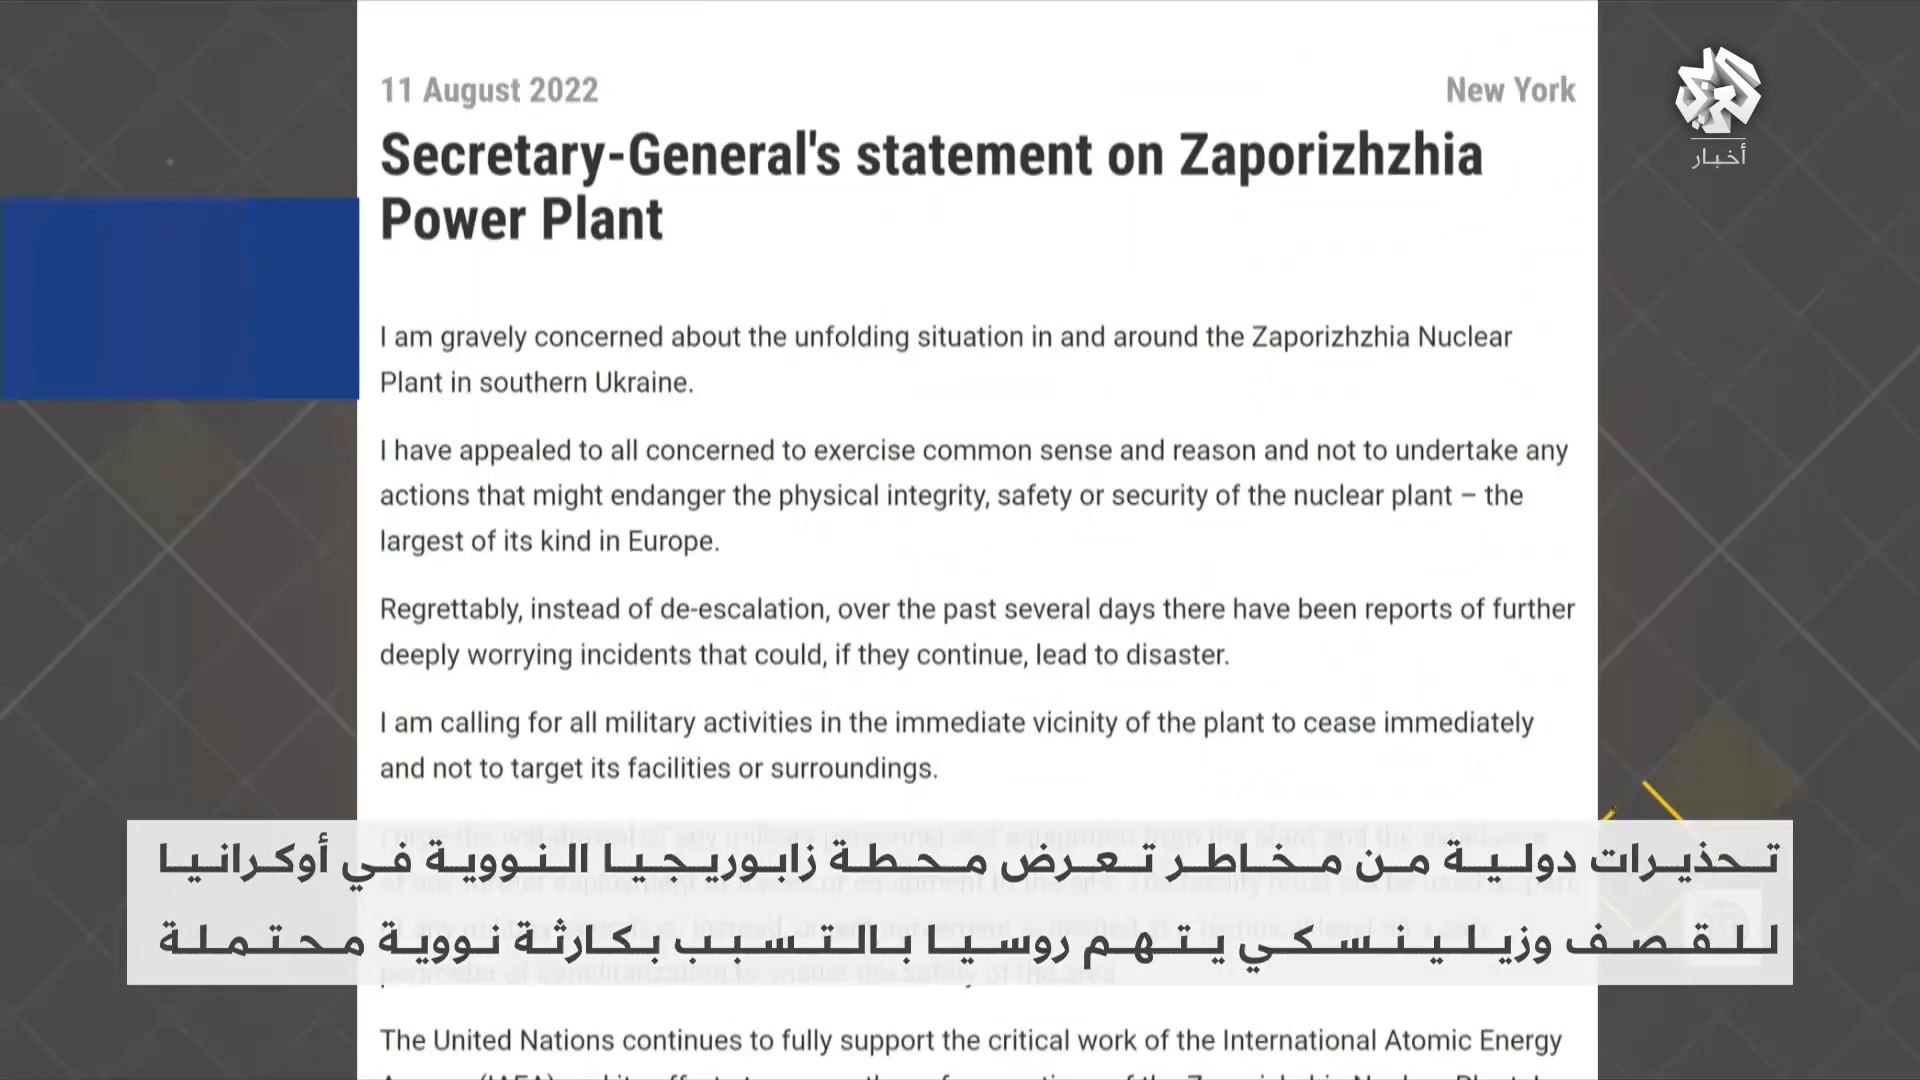 11 August 2022
New York
Secretary-General's statement on Zaporizhzhia
Power Plant
I am gravely concerned about the unfolding situation in and around the Zaporizhzhia Nuclear
Plant in southern Ukraine.
I have appealed to all concerned to exercise common sense and reason and not to undertake any
actions that might endanger the physical integrity, safety or security of the nuclear plant – the
largest of its kind in Europe.
Regrettably, instead of de-escalation, over the past several days there have been reports of further
deeply worrying incidents that could, if they continue, lead to disaster.
I am calling for all military activities in the immediate vicinity of the plant to cease immediately
and not to target its facilities or surroundings.
تحذيرات دولية من مخاطر تعرض محطة زابوريجيا النووية في أوكرانيا
للقصف وزيلينسكي يتهم روسيا بالتسبب بكارثة نووية محتملة
The United Nations continues to fully support the critical work of the International Atomic Energy
العربي
أخبار